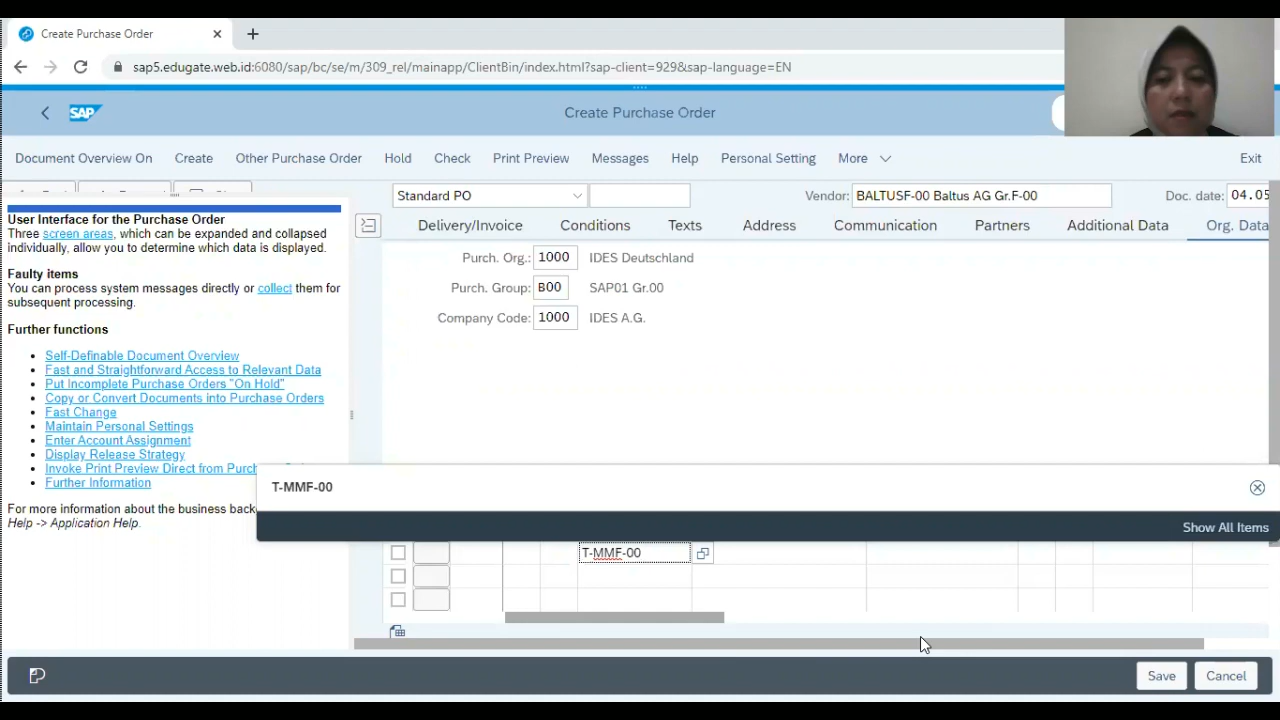 Create Purchase Order
sap5.edugate.web.id:6080/sap/bc/se/m/309_rel/mainapp/ClientBin/index.html?sap-client=929&sap-language=EN
SAP
Create Purchase Order
Document Overview On Create Other Purchase Order Hold Check Print Preview Messages Help Personal Setting More Exit
Standard PO Vendor: BALTUSF-00 Baltus AG Gr.F-00 Doc. date: 04.05
Delivery/Invoice Conditions Texts Address Communication Partners Additional Data Org. Data
Purch. Org.: 1000 IDES Deutschland
Purch. Group: B00 SAP01 Gr.00
Company Code: 1000 IDES A.G.
User Interface for the Purchase Order
Three screen areas, which can be expanded and collapsed
individually, allow you to determine which data is displayed.
Faulty items
You can process system messages directly or collect them for
subsequent processing.
Further functions
Self-Definable Document Overview
Fast and Straightforward Access to Relevant Data
Put Incomplete Purchase Orders "On Hold"
Copy or Convert Documents into Purchase Orders
Fast Change
Maintain Personal Settings
Enter Account Assignment
Display Release Strategy
Invoke Print Preview Direct from
Further Information
For more information about the business
Help -> Application Help.
T-MMF-00
Show All Items
T-MMF-00
Save Cancel